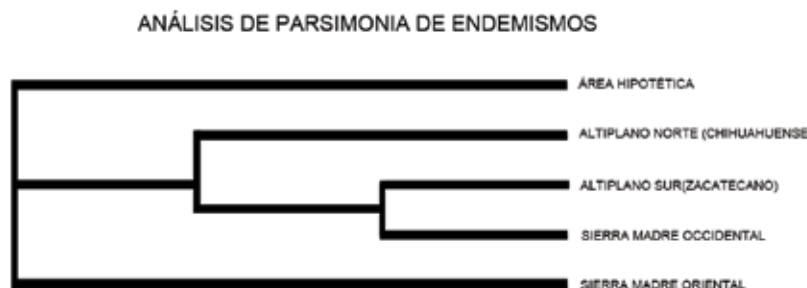 ANÁLISIS DE PARSIMONIA DE ENDEMISMOS
ÁREA HIPOTÉTICA
ALTIPLANO NORTE (CHIHUAHUENSE
ALTIPLANO SUR(ZACATECANO)
SIERRA MADRE OCCIDENTAL
SIERRA MADRE ORIENTAL